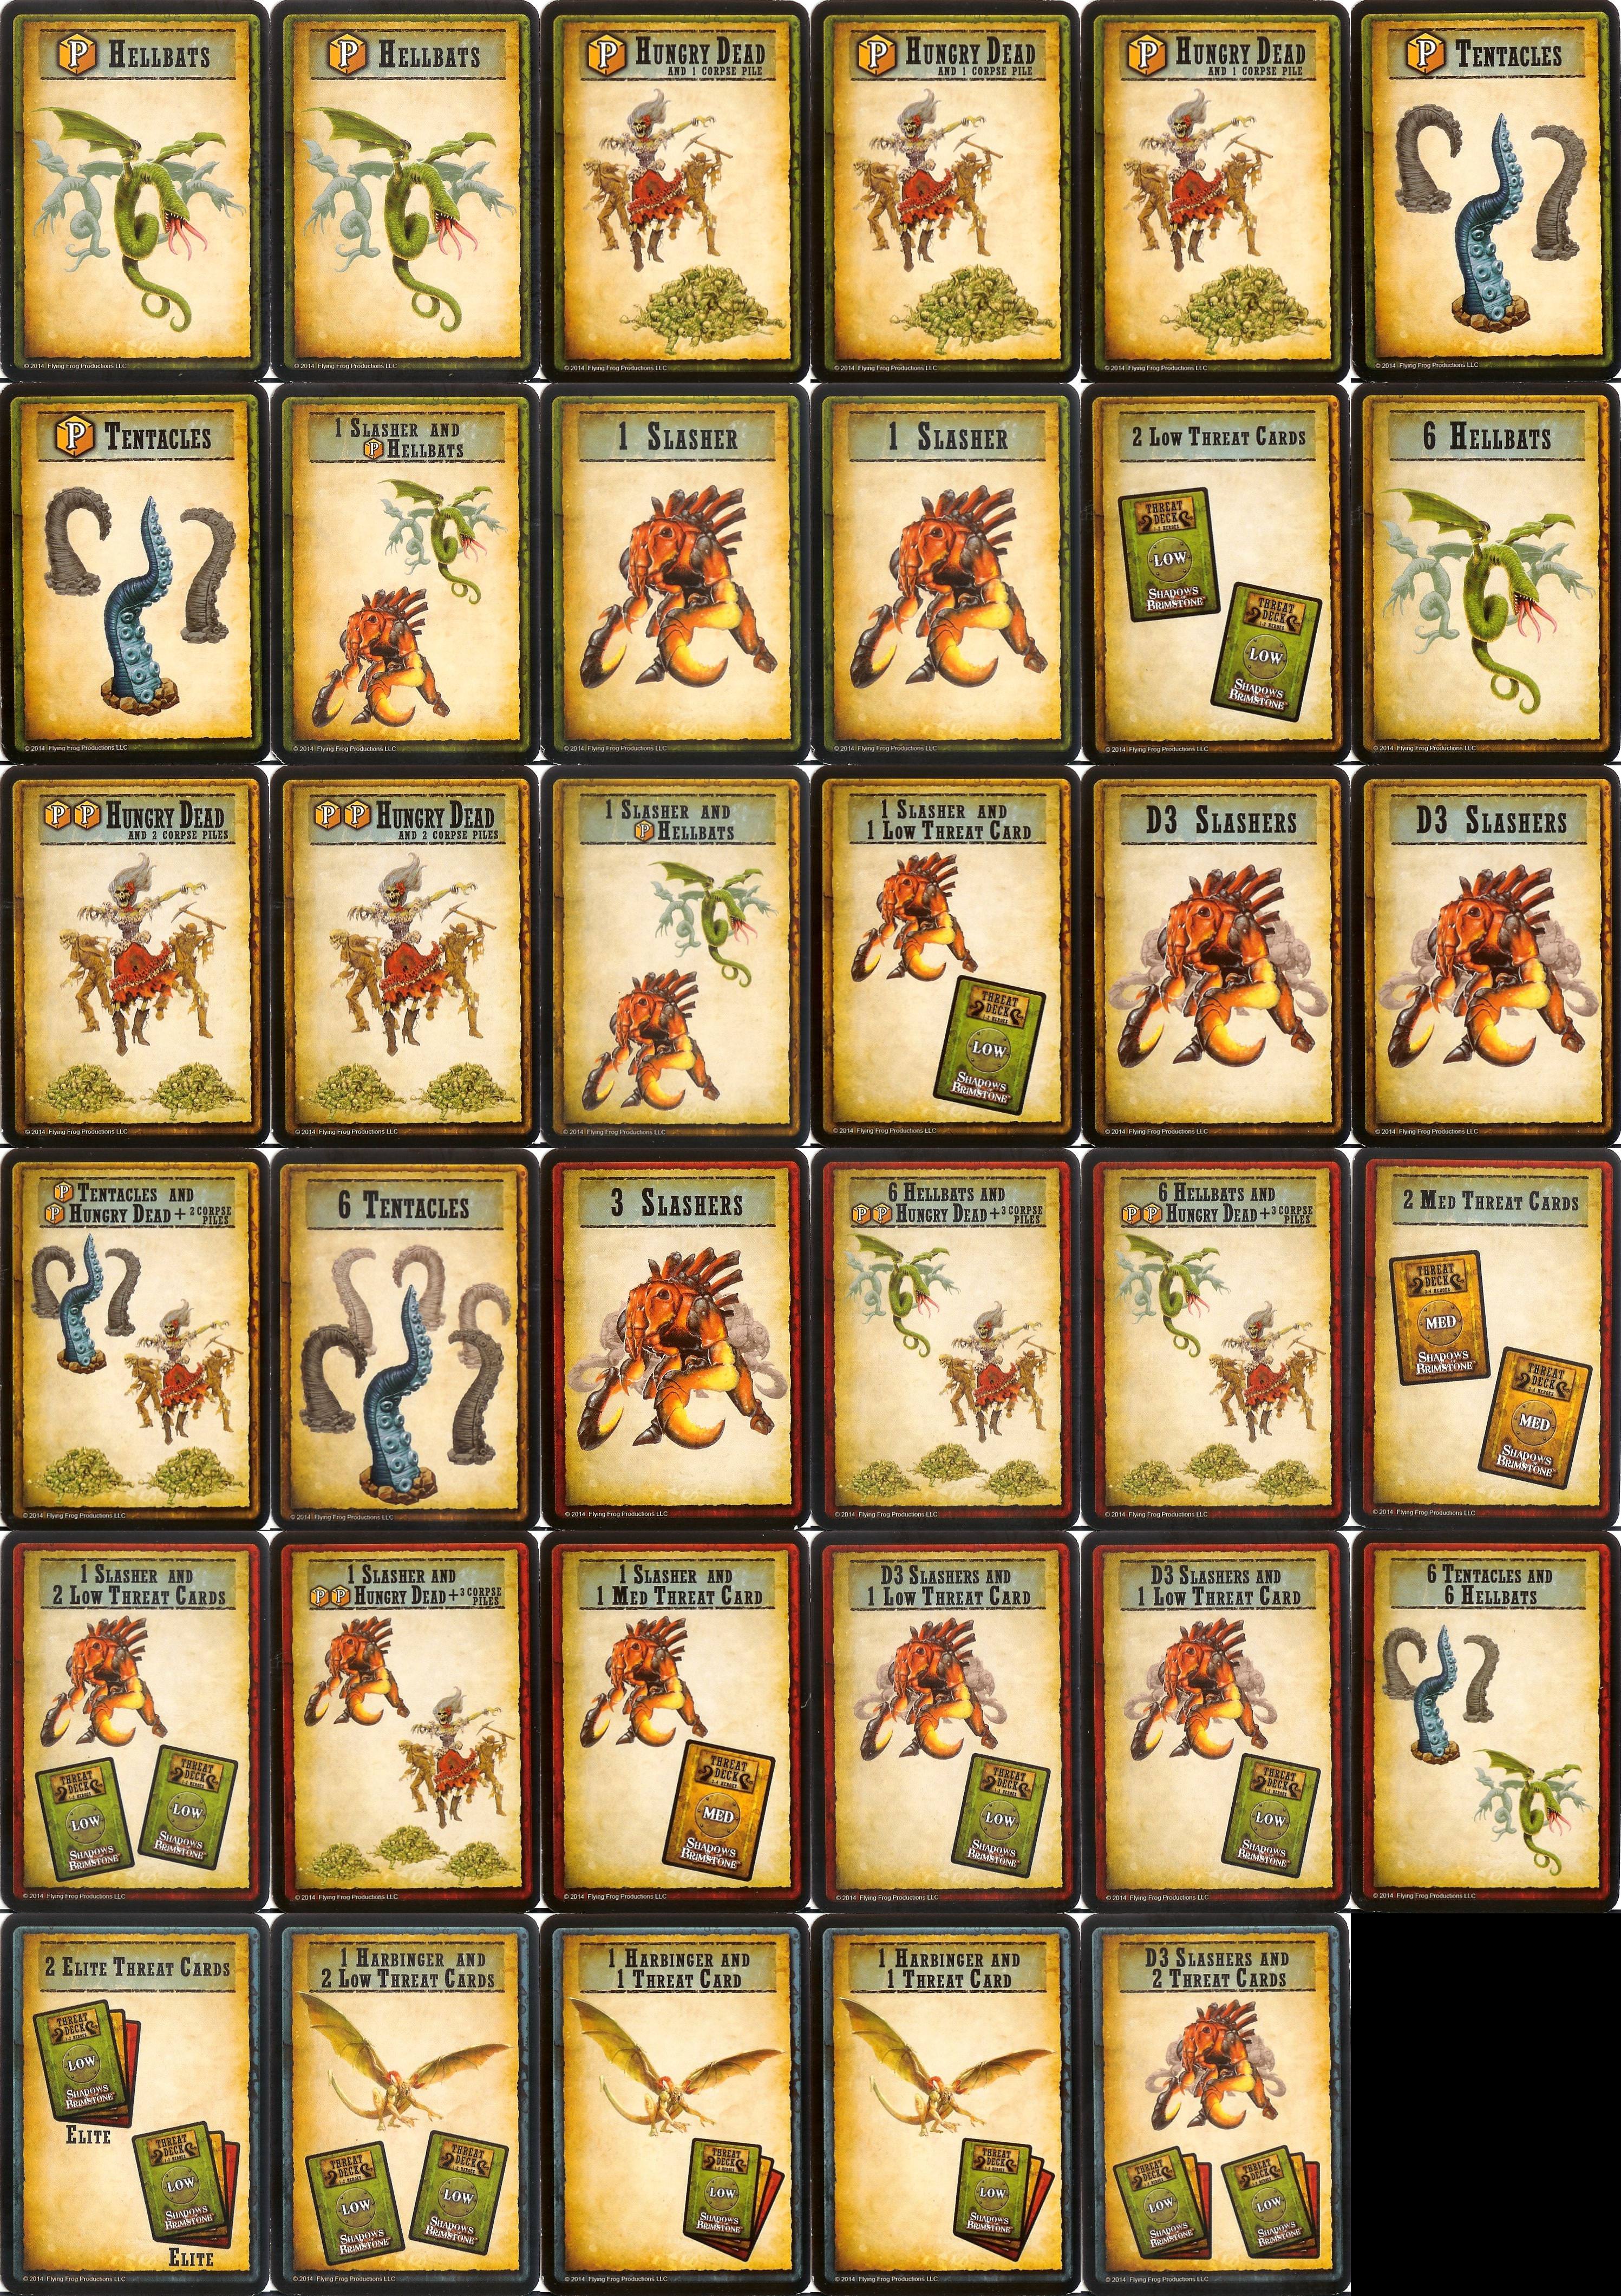 P HELLBATS
© 2014 Flying Frog Productions LLC
P HELLBATS
© 2014 Flying Frog Productions LLC
P HUNGRY DEAD
AND 1 CORPSE PILE
© 2014 Flying Frog Productions LLC
P HUNGRY DEAD
AND 1 CORPSE PILE
© 2014 Flying Frog Productions LLC
P HUNGRY DEAD
AND 1 CORPSE PILE
© 2014 Flying Frog Productions LLC
P TENTACLES
© 2014 Flying Frog Productions LLC
P TENTACLES
© 2014 Flying Frog Productions LLC
1 SLASHER AND
P HELLBATS
© 2014 Flying Frog Productions LLC
1 SLASHER
© 2014 Flying Frog Productions LLC
1 SLASHER
© 2014 Flying Frog Productions LLC
2 LOW THREAT CARDS
THREAT
DECK
LOW
SHADOWS
BRIMSTONE
THREAT
DECK
LOW
SHADOWS
BRIMSTONE
© 2014 Flying Frog Productions LLC
6 HELLBATS
© 2014 Flying Frog Productions LLC
P P HUNGRY DEAD
AND 2 CORPSE PILES
© 2014 Flying Frog Productions LLC
P P HUNGRY DEAD
AND 2 CORPSE PILES
© 2014 Flying Frog Productions LLC
1 SLASHER AND
P HELLBATS
© 2014 Flying Frog Productions LLC
1 SLASHER AND
1 LOW THREAT CARD
THREAT
DECK
LOW
SHADOWS
BRIMSTONE
© 2014 Flying Frog Productions LLC
D3 SLASHERS
© 2014 Flying Frog Productions LLC
D3 SLASHERS
© 2014 Flying Frog Productions LLC
P TENTACLES AND
P HUNGRY DEAD + 2 CORPSE
PILES
© 2014 Flying Frog Productions LLC
6 TENTACLES
© 2014 Flying Frog Productions LLC
3 SLASHERS
© 2014 Flying Frog Productions LLC
6 HELLBATS AND
P P HUNGRY DEAD + 3 CORPSE
PILES
© 2014 Flying Frog Productions LLC
6 HELLBATS AND
P P HUNGRY DEAD + 3 CORPSE
PILES
© 2014 Flying Frog Productions LLC
2 MED THREAT CARDS
THREAT
DECK
MED
SHADOWS
BRIMSTONE
THREAT
DECK
MED
SHADOWS
BRIMSTONE
© 2014 Flying Frog Productions LLC
1 SLASHER AND
2 LOW THREAT CARDS
THREAT
DECK
LOW
SHADOWS
BRIMSTONE
THREAT
DECK
LOW
SHADOWS
BRIMSTONE
© 2014 Flying Frog Productions LLC
1 SLASHER AND
P P HUNGRY DEAD + 3 CORPSE
PILES
© 2014 Flying Frog Productions LLC
1 SLASHER AND
1 MED THREAT CARD
THREAT
DECK
MED
SHADOWS
BRIMSTONE
© 2014 Flying Frog Productions LLC
D3 SLASHERS AND
1 LOW THREAT CARD
THREAT
DECK
LOW
SHADOWS
BRIMSTONE
© 2014 Flying Frog Productions LLC
D3 SLASHERS AND
1 LOW THREAT CARD
THREAT
DECK
LOW
SHADOWS
BRIMSTONE
© 2014 Flying Frog Productions LLC
6 TENTACLES AND
6 HELLBATS
© 2014 Flying Frog Productions LLC
2 ELITE THREAT CARDS
THREAT
DECK
LOW
SHADOWS
BRIMSTONE
ELITE
THREAT
DECK
LOW
SHADOWS
BRIMSTONE
ELITE
© 2014 Flying Frog Productions LLC
1 HARBINGER AND
2 LOW THREAT CARDS
THREAT
DECK
LOW
SHADOWS
BRIMSTONE
THREAT
DECK
LOW
SHADOWS
BRIMSTONE
© 2014 Flying Frog Productions LLC
1 HARBINGER AND
1 THREAT CARD
THREAT
DECK
LOW
SHADOWS
BRIMSTONE
© 2014 Flying Frog Productions LLC
1 HARBINGER AND
1 THREAT CARD
THREAT
DECK
LOW
SHADOWS
BRIMSTONE
© 2014 Flying Frog Productions LLC
D3 SLASHERS AND
2 THREAT CARDS
THREAT
DECK
LOW
SHADOWS
BRIMSTONE
THREAT
DECK
LOW
SHADOWS
BRIMSTONE
© 2014 Flying Frog Productions LLC